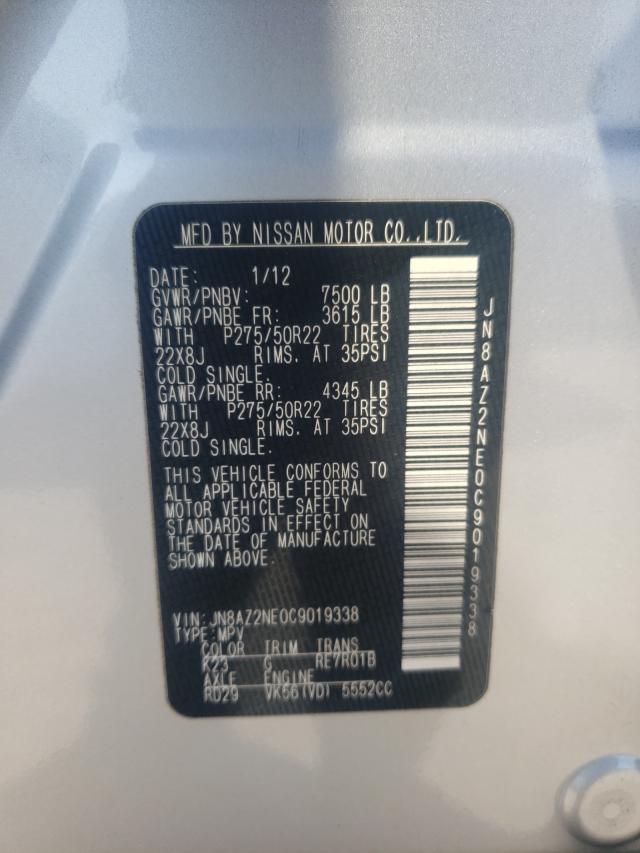 MFD BY NISSAN MOTOR CO.,LTD.
DATE: 1/12
GVWR/PNBV: 7500 LB
GAWR/PNBE FR: 3615 LB
WITH P275/50R22 TIRES
22X8J RIMS. AT 35PSI
COLD SINGLE.
GAWR/PNBE RR: 4345 LB
WITH P275/50R22 TIRES
22X8J RIMS. AT 35PSI
COLD SINGLE.
THIS VEHICLE CONFORMS TO
ALL APPLICABLE FEDERAL
MOTOR VEHICLE SAFETY
STANDARDS IN EFFECT ON
THE DATE OF MANUFACTURE
SHOWN ABOVE.
VIN: JN8AZ2NE0C9019338
TYPE: MPV
COLOR TRIM TRANS
K23 G RE7R01B
AXLE ENGINE
RD29 VK56(VD) 5552CC
JN8AZ2NE0C9019338